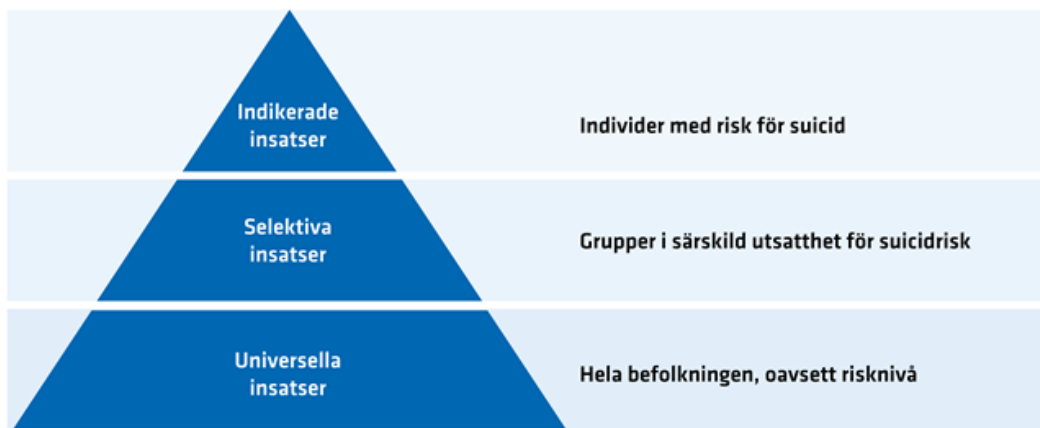 Indikerade
insatser
Individer med risk för suicid
Selektiva
insatser
Grupper i särskild utsatthet för suicidrisk
Universella
insatser
Hela befolkningen, oavsett risknivå